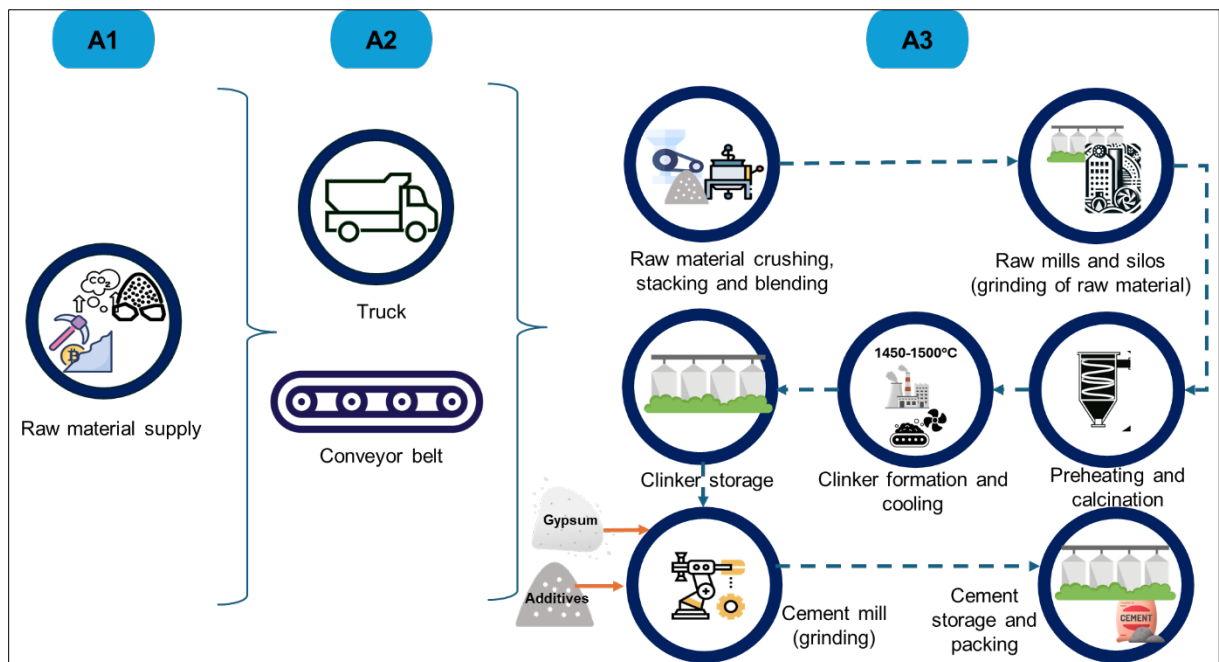 A1
A2
A3
CO₂
Raw material supply
Truck
Conveyor belt
Raw material crushing,
stacking and blending
Raw mills and silos
(grinding of raw material)
1450-1500ºC
Clinker storage
Clinker formation and
cooling
Preheating and
calcination
Gypsum
Additives
Cement mill
(grinding)
Cement
storage and
packing
CEMENT